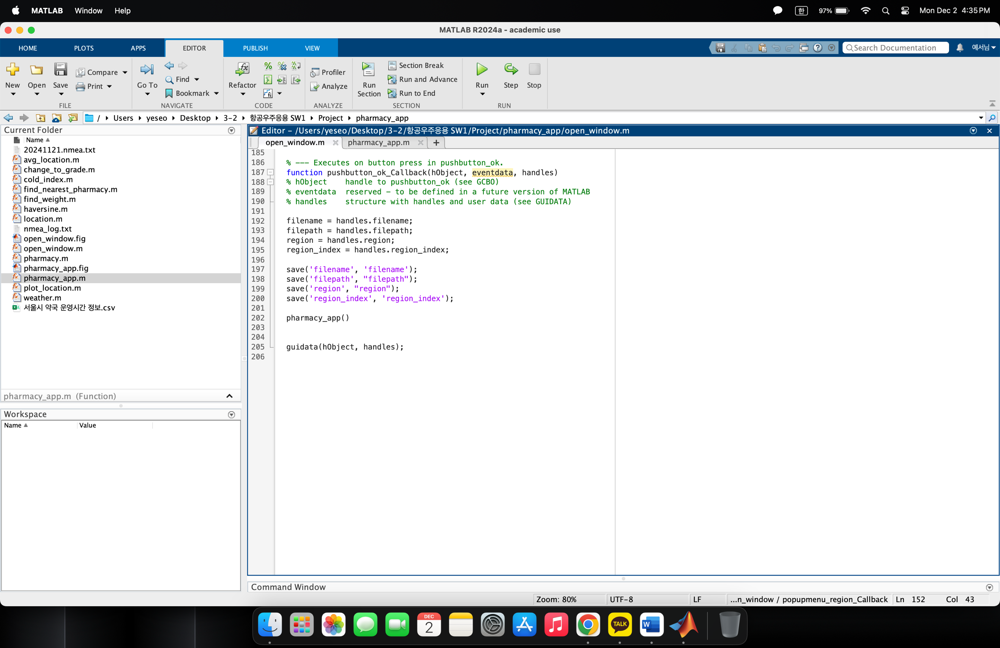 MATLAB Window Help 한 97% Mon Dec 2 4:35 PM
MATLAB R2024a - academic use
HOME PLOTS APPS EDITOR PUBLISH VIEW Search Documentation 예서님
New Open Save Compare Print
FILE
Go To Find Bookmark
NAVIGATE
Refactor
CODE
Profiler Analyze
ANALYZE
Run Section Section Break Run and Advance Run to End
SECTION
Run Step Stop
RUN
/ Users yeseo Desktop 3-2 항공우주응용 SW1 Project pharmacy_app
Current Folder
Name
20241121.nmea.txt
avg_location.m
change_to_grade.m
cold_index.m
find_nearest_pharmacy.m
find_weight.m
haversine.m
location.m
nmea_log.txt
open_window.fig
open_window.m
pharmacy.m
pharmacy_app.fig
pharmacy_app.m
plot_location.m
weather.m
서울시 약국 운영시간 정보.csv
pharmacy_app.m (Function)
Workspace
Name Value
Editor - /Users/yeseo/Desktop/3-2/항공우주응용 SW1/Project/pharmacy_app/open_window.m
open_window.m pharmacy_app.m +
185
186 % --- Executes on button press in pushbutton_ok.
187 function pushbutton_ok_Callback(hObject, eventdata, handles)
188 % hObject    handle to pushbutton_ok (see GCBO)
189 % eventdata  reserved - to be defined in a future version of MATLAB
190 % handles    structure with handles and user data (see GUIDATA)
191
192 filename = handles.filename;
193 filepath = handles.filepath;
194 region = handles.region;
195 region_index = handles.region_index;
196
197 save('filename', 'filename');
198 save('filepath', "filepath");
199 save('region', "region");
200 save('region_index', 'region_index');
201
202 pharmacy_app()
203
204
205 guidata(hObject, handles);
206
Command Window
Zoom: 80% UTF-8 LF ...n_window / popupmenu_region_Callback Ln 152 Col 43
DEC
2
TALK
W